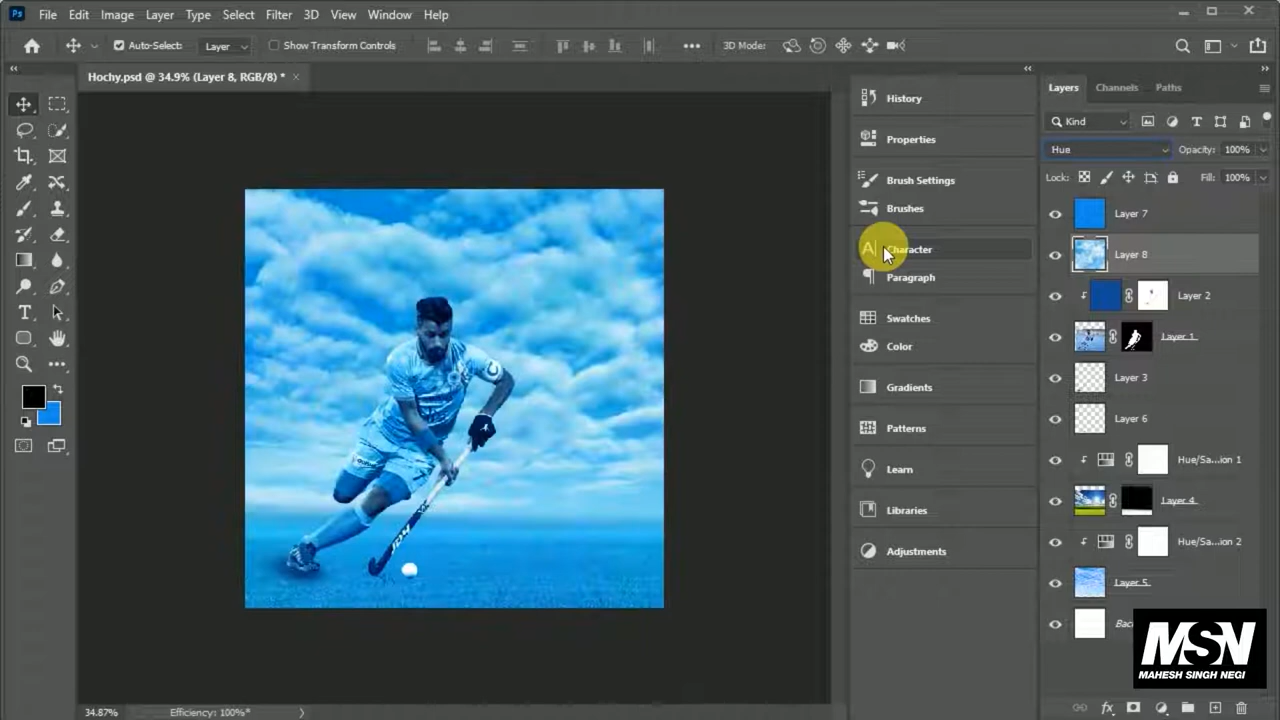 Ps File Edit Image Layer Type Select Filter 3D View Window Help
Auto-Select: Layer Show Transform Controls 3D Mode:
Hochy.psd @ 34.9% (Layer 8, RGB/8) *
History
Properties
Brush Settings
Brushes
Character
Paragraph
Swatches
Color
Gradients
Patterns
Learn
Libraries
Adjustments
Layers Channels Paths
Kind
Hue Opacity: 100%
Lock: Fill: 100%
Layer 7
Layer 8
Layer 2
Layer 1
Layer 3
Layer 6
Hue/Sa...ion 1
Layer 4
Hue/Sa...ion 2
Layer 5
Bac
MSN
MAHESH SINGH NEGI
34.87% Efficiency: 100%*